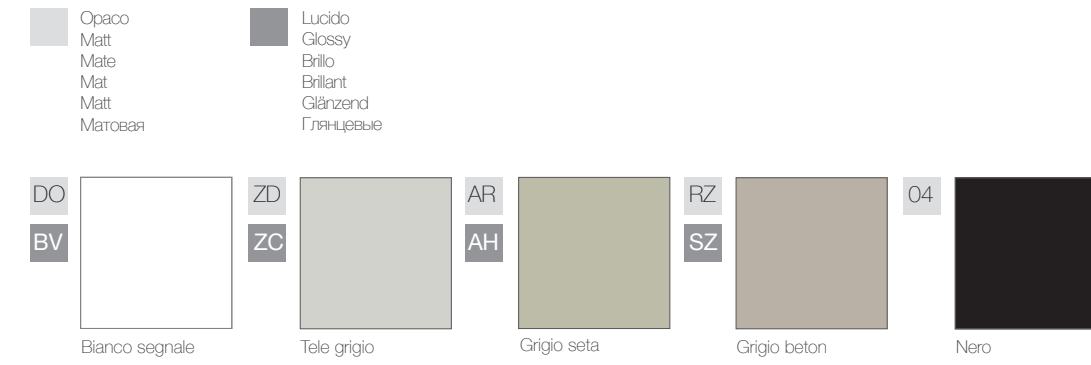 Opaco
Matt
Mate
Mat
Matt
Матовая
Lucido
Glossy
Brillo
Brillant
Glänzend
Глянцевые
DO
BV
Bianco segnale
ZD
ZC
Tele grigio
AR
AH
Grigio seta
RZ
SZ
Grigio beton
04
Nero